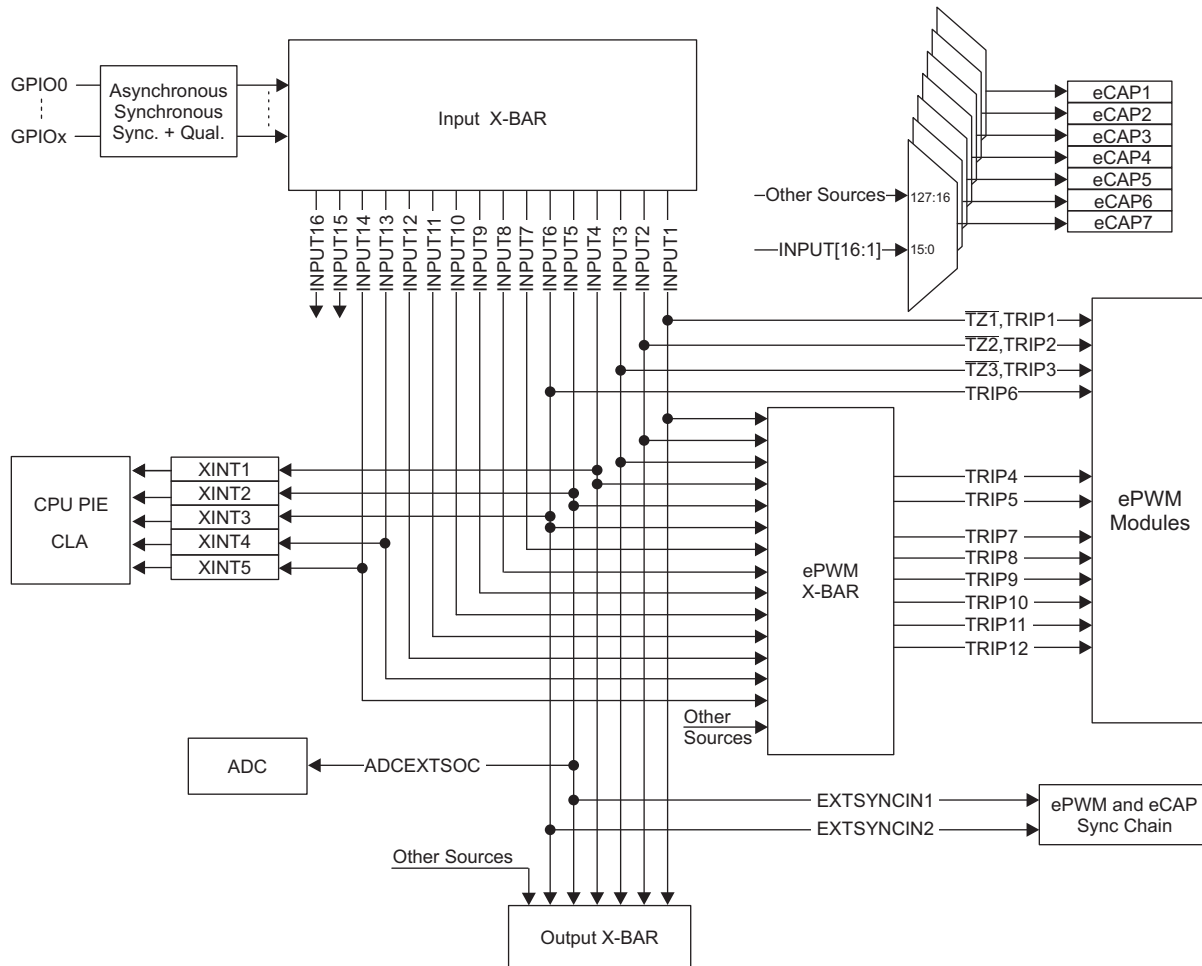 GPIO0
GPIOx
Asynchronous
Synchronous
Sync. + Qual.
Input X-BAR
INPUT16
INPUT15
INPUT14
INPUT13
INPUT12
INPUT11
INPUT10
INPUT9
INPUT8
INPUT7
INPUT6
INPUT5
INPUT4
INPUT3
INPUT2
INPUT1
Other Sources
127:16
INPUT[16:1]
15:0
eCAP1
eCAP2
eCAP3
eCAP4
eCAP5
eCAP6
eCAP7
TZ1,TRIP1
TZ2,TRIP2
TZ3,TRIP3
TRIP6
CPU PIE
CLA
XINT1
XINT2
XINT3
XINT4
XINT5
ePWM
X-BAR
TRIP4
TRIP5
TRIP7
TRIP8
TRIP9
TRIP10
TRIP11
TRIP12
ePWM
Modules
Other
Sources
ADC
ADCEXTSOC
EXTSYNCIN1
EXTSYNCIN2
ePWM and eCAP
Sync Chain
Other Sources
Output X-BAR